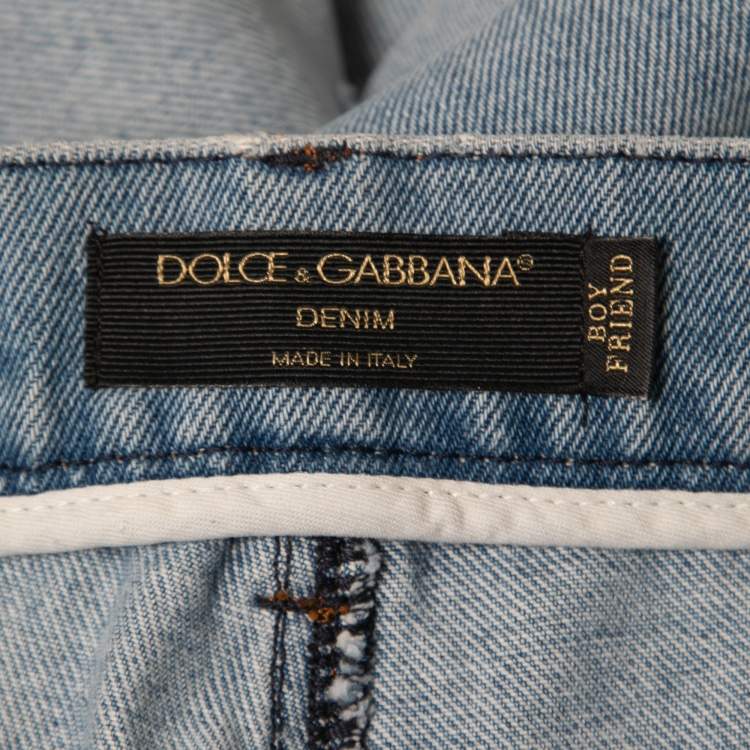 DOLCE & GABBANA®
DENIM
MADE IN ITALY
BOY
FRIEND